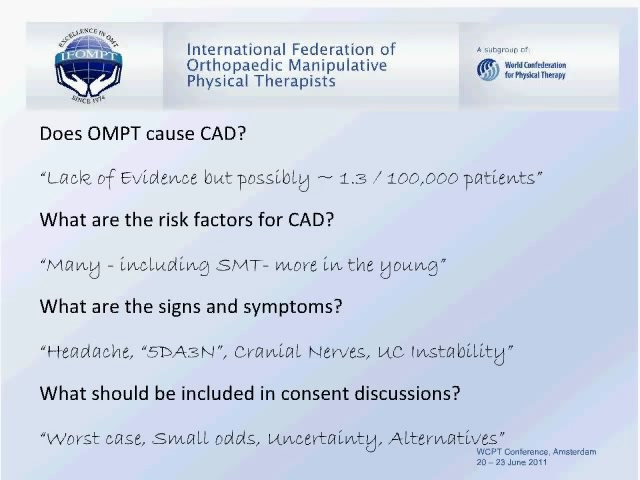 EXCELLENCE IN OMT
IFOMPT
SINCE 1974
International Federation of
Orthopaedic Manipulative
Physical Therapists
A subgroup of:
World Confederation
for Physical Therapy
Does OMPT cause CAD?
“Lack of Evidence but possibly ~ 1.3 / 100,000 patients”
What are the risk factors for CAD?
“Many - including SMT- more in the young”
What are the signs and symptoms?
“Headache, “5DA3N”, Cranial Nerves, UC Instability”
What should be included in consent discussions?
“Worst case, Small odds, Uncertainty, Alternatives”
WCPT Conference, Amsterdam
20 – 23 June 2011